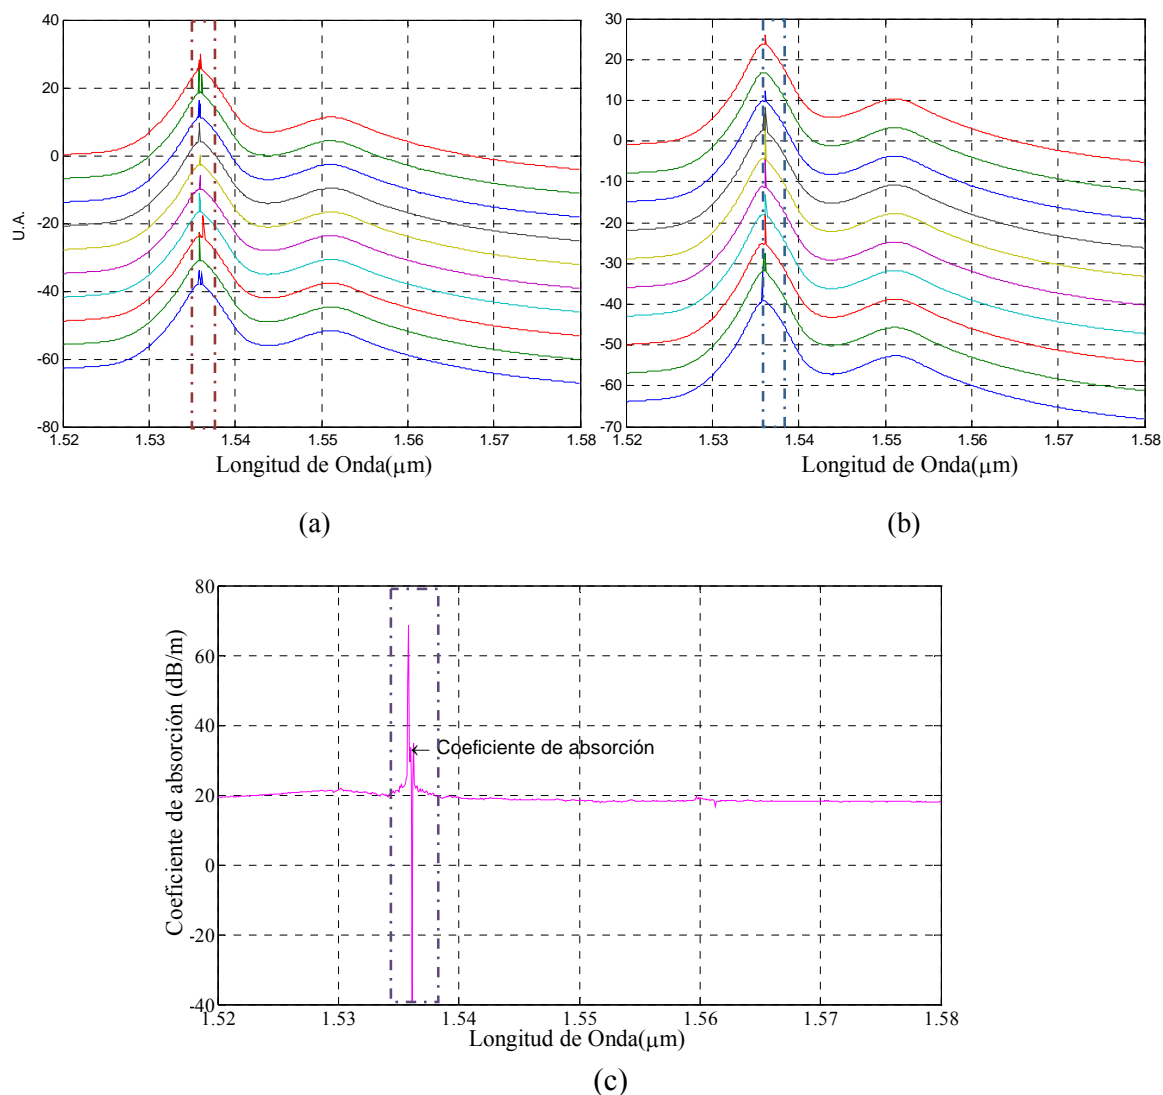 40
20
0
-20
-40
-60
-80
U.A.
1.52 1.53 1.54 1.55 1.56 1.57 1.58
Longitud de Onda(μm)
(a)
30
20
10
0
-10
-20
-30
-40
-50
-60
-70
1.52 1.53 1.54 1.55 1.56 1.57 1.58
Longitud de Onda(μm)
(b)
80
60
40
20
0
-20
-40
Coeficiente de absorción (dB/m)
← Coeficiente de absorción
1.52 1.53 1.54 1.55 1.56 1.57 1.58
Longitud de Onda(μm)
(c)